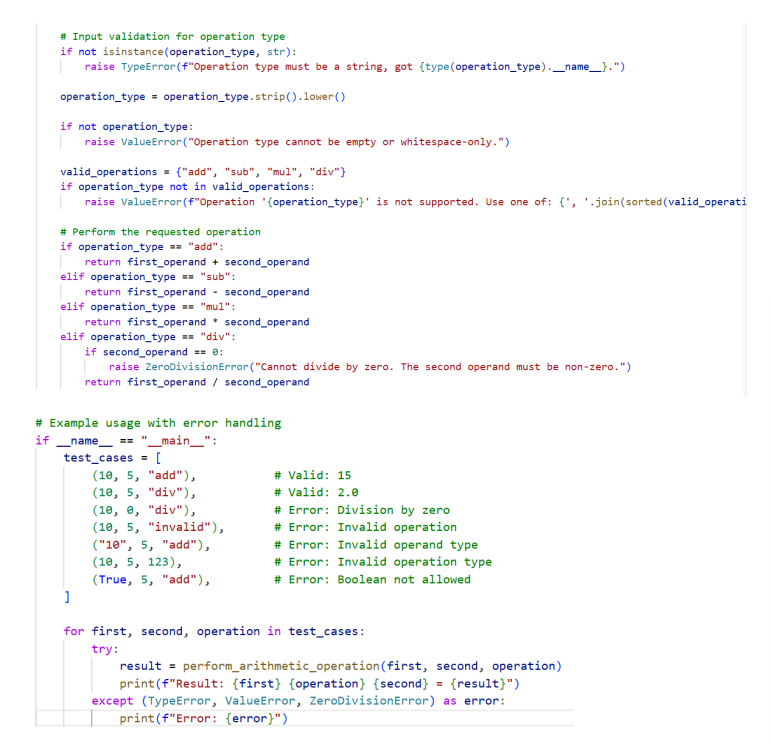 # Input validation for operation type
if not isinstance(operation_type, str):
    raise TypeError(f"Operation type must be a string, got {type(operation_type).__name__}.")

operation_type = operation_type.strip().lower()

if not operation_type:
    raise ValueError("Operation type cannot be empty or whitespace-only.")

valid_operations = {"add", "sub", "mul", "div"}
if operation_type not in valid_operations:
    raise ValueError(f"Operation '{operation_type}' is not supported. Use one of: {', '.join(sorted(valid_operati

# Perform the requested operation
if operation_type == "add":
    return first_operand + second_operand
elif operation_type == "sub":
    return first_operand - second_operand
elif operation_type == "mul":
    return first_operand * second_operand
elif operation_type == "div":
    if second_operand == 0:
        raise ZeroDivisionError("Cannot divide by zero. The second operand must be non-zero.")
    return first_operand / second_operand

# Example usage with error handling
if __name__ == "__main__":
    test_cases = [
        (10, 5, "add"),           # Valid: 15
        (10, 5, "div"),           # Valid: 2.0
        (10, 0, "div"),           # Error: Division by zero
        (10, 5, "invalid"),       # Error: Invalid operation
        ("10", 5, "add"),         # Error: Invalid operand type
        (10, 5, 123),             # Error: Invalid operation type
        (True, 5, "add"),         # Error: Boolean not allowed
    ]

    for first, second, operation in test_cases:
        try:
            result = perform_arithmetic_operation(first, second, operation)
            print(f"Result: {first} {operation} {second} = {result}")
        except (TypeError, ValueError, ZeroDivisionError) as error:
            print(f"Error: {error}")